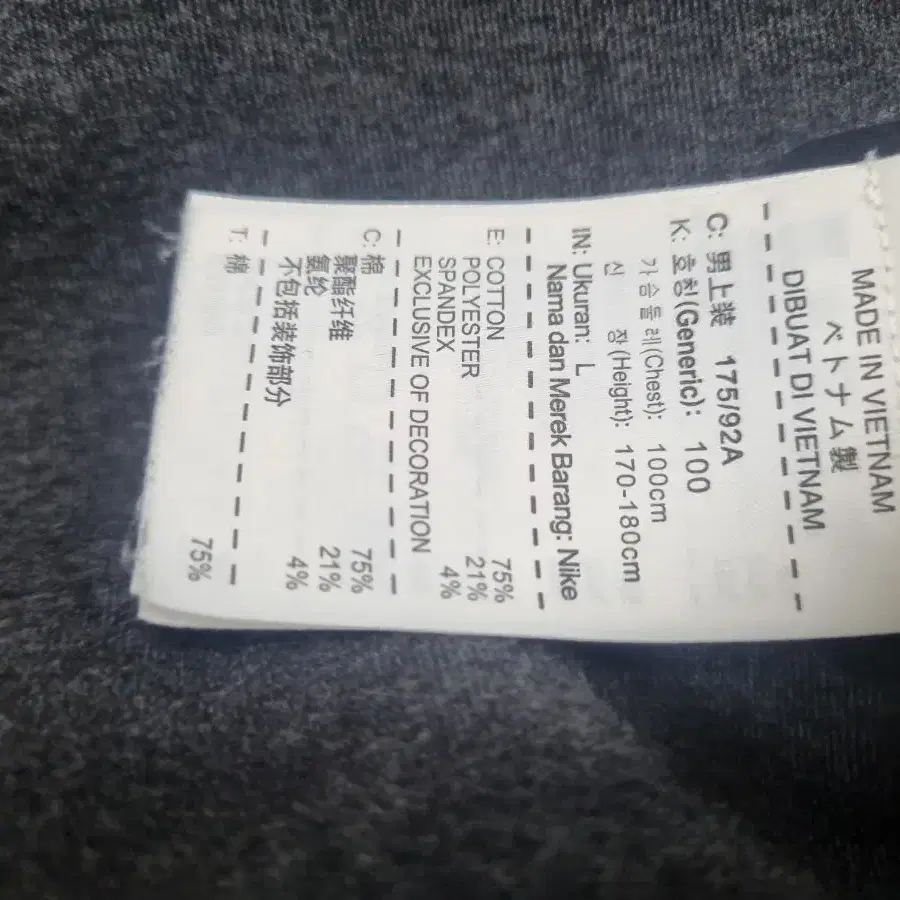 MADE IN VIETNAM
ベトナム製
DIBUAT DI VIETNAM
C: 男上装 175/92A
K: 호칭(Generic): 100
가슴둘레(Chest): 100cm
신 장(Height): 170-180cm
IN: Ukuran: L
Nama dan Merek Barang: Nike
E: COTTON 75%
POLYESTER 21%
SPANDEX 4%
EXCLUSIVE OF DECORATION
C: 棉 75%
聚酯纤维 21%
氨纶 4%
不包括装饰部分
T: 棉 75%